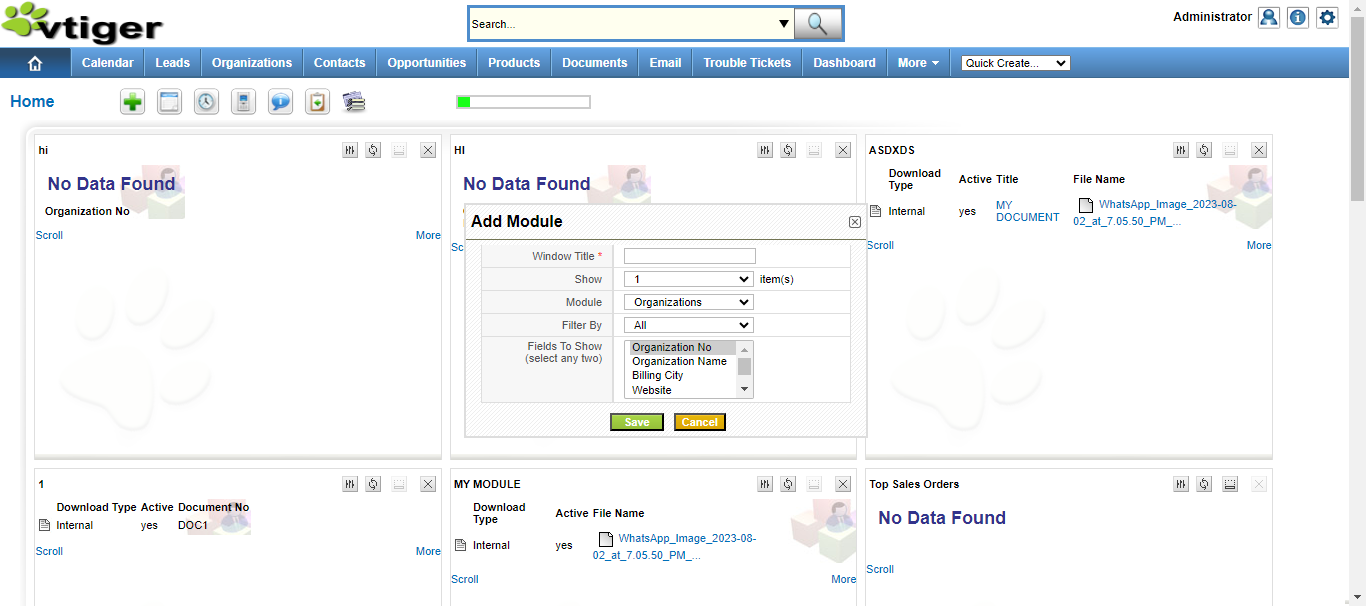 vtiger
Search...
Administrator
Calendar
Leads
Organizations
Contacts
Opportunities
Products
Documents
Email
Trouble Tickets
Dashboard
More
Quick Create...
Home
hi
No Data Found
Organization No
Scroll
More
HI
No Data Found
Sc
ASDXDS
Download Type Active Title File Name
Internal yes MY DOCUMENT WhatsApp_Image_2023-08-
02_at_7.05.50_PM_...
Scroll
More
Add Module
Window Title *
Show 1 item(s)
Module Organizations
Filter By All
Fields To Show
(select any two)
Organization No
Organization Name
Billing City
Website
Save
Cancel
1
Download Type Active Document No
Internal yes DOC1
Scroll
More
MY MODULE
Download Type Active File Name
Internal yes WhatsApp_Image_2023-08-
02_at_7.05.50_PM_...
Scroll
More
Top Sales Orders
No Data Found
Scroll